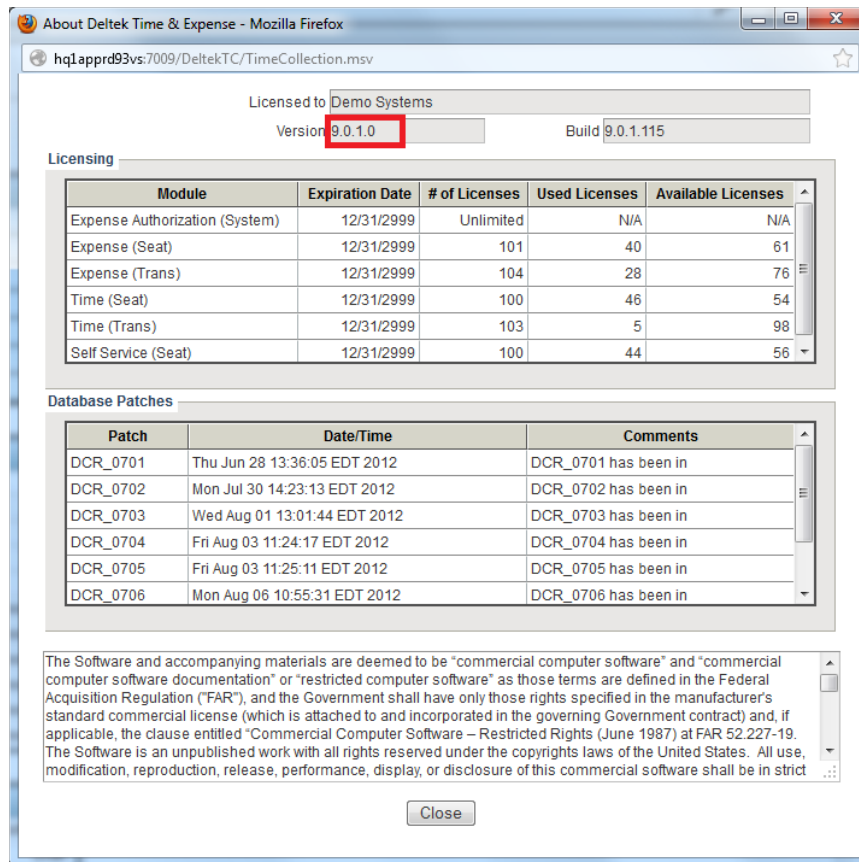 About Deltek Time & Expense - Mozilla Firefox
hq1apprd93vs:7009/DeltekTC/TimeCollection.msv
Licensed to Demo Systems
Version 9.0.1.0 Build 9.0.1.115
Licensing
Module Expiration Date # of Licenses Used Licenses Available Licenses
Expense Authorization (System) 12/31/2999 Unlimited N/A N/A
Expense (Seat) 12/31/2999 101 40 61
Expense (Trans) 12/31/2999 104 28 76
Time (Seat) 12/31/2999 100 46 54
Time (Trans) 12/31/2999 103 5 98
Self Service (Seat) 12/31/2999 100 44 56
Database Patches
Patch Date/Time Comments
DCR_0701 Thu Jun 28 13:36:05 EDT 2012 DCR_0701 has been in
DCR_0702 Mon Jul 30 14:23:13 EDT 2012 DCR_0702 has been in
DCR_0703 Wed Aug 01 13:01:44 EDT 2012 DCR_0703 has been in
DCR_0704 Fri Aug 03 11:24:17 EDT 2012 DCR_0704 has been in
DCR_0705 Fri Aug 03 11:25:11 EDT 2012 DCR_0705 has been in
DCR_0706 Mon Aug 06 10:55:31 EDT 2012 DCR_0706 has been in
The Software and accompanying materials are deemed to be “commercial computer software” and “commercial
computer software documentation” or “restricted computer software” as those terms are defined in the Federal
Acquisition Regulation ("FAR"), and the Government shall have only those rights specified in the manufacturer's
standard commercial license (which is attached to and incorporated in the governing Government contract) and, if
applicable, the clause entitled “Commercial Computer Software – Restricted Rights (June 1987) at FAR 52.227-19.
The Software is an unpublished work with all rights reserved under the copyrights laws of the United States. All use,
modification, reproduction, release, performance, display, or disclosure of this commercial software shall be in strict
Close